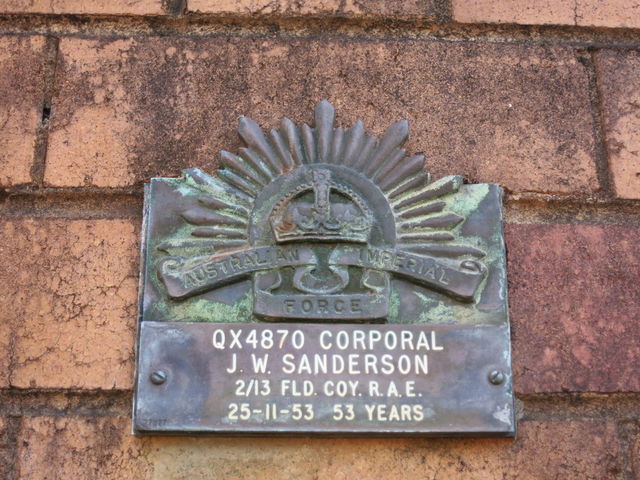 AUSTRALIAN IMPERIAL
FORCE
QX4870 CORPORAL
J.W. SANDERSON
2/13 FLD. COY. R.A.E.
25-11-53 53 YEARS